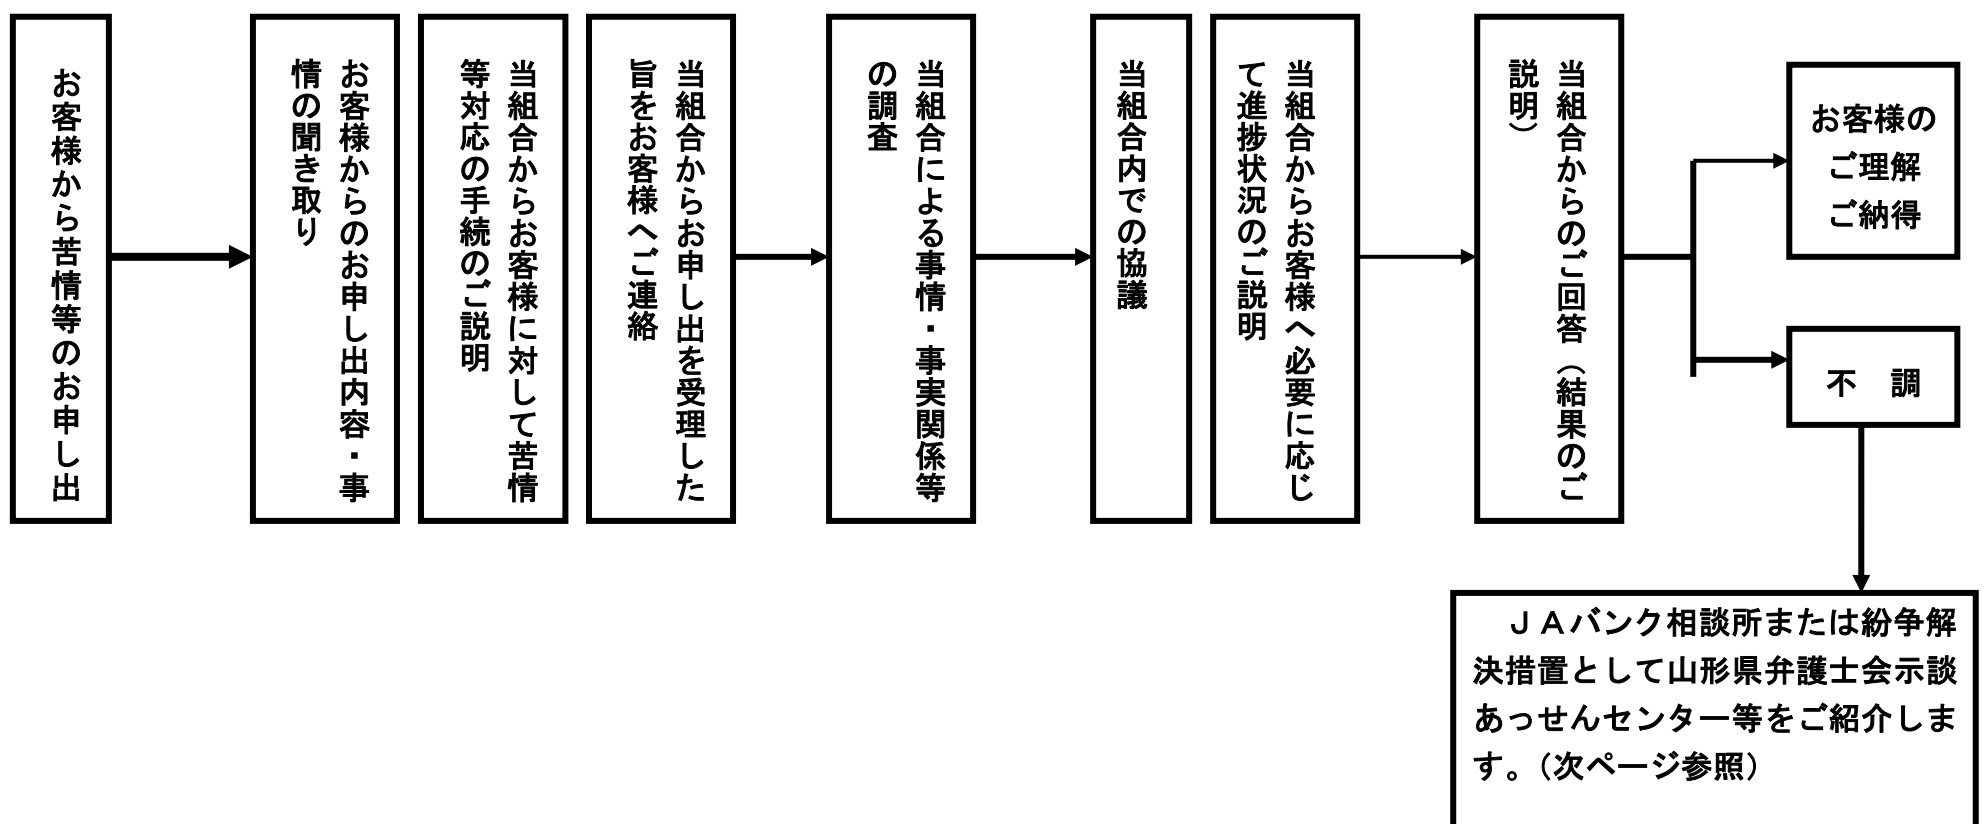 お客様から苦情等のお申し出
お客様からのお申し出内容・事
情の聞き取り
当組合からお客様に対して苦情
等対応の手続のご説明
当組合からお申し出を受理した
旨をお客様へご連絡
当組合による事情・事実関係等
の調査
当組合内での協議
当組合からお客様へ必要に応じ
て進捗状況のご説明
当組合からのご回答（結果のご
説明）
お客様の
ご理解
ご納得
不　調
ＪＡバンク相談所または紛争解
決措置として山形県弁護士会示談
あっせんセンター等をご紹介しま
す。（次ページ参照）